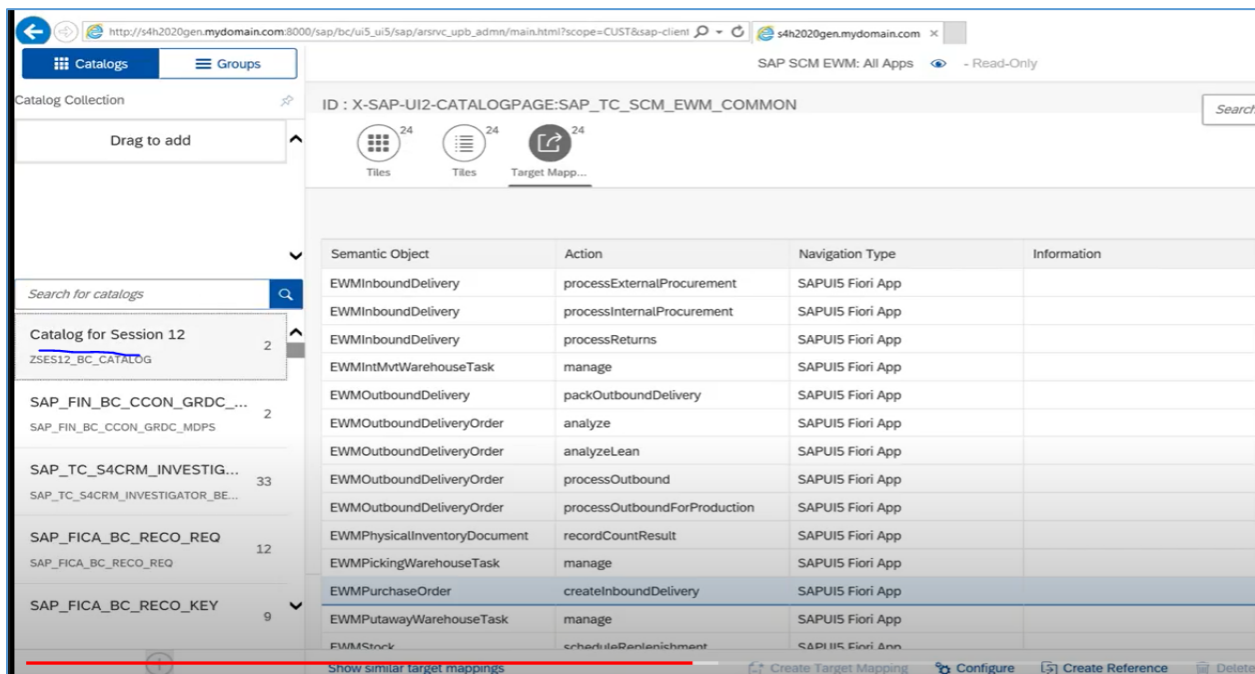 http://s4h2020gen.mydomain.com:8000/sap/bc/ui5_ui5/sap/arsrvc_upb_admn/main.html?scope=CUST&sap-client
s4h2020gen.mydomain.com
Catalogs
Groups
SAP SCM EWM: All Apps - Read-Only
Catalog Collection
Drag to add
Search for catalogs
Catalog for Session 12
2
ZSES12_BC_CATALOG
SAP_FIN_BC_CCON_GRDC_...
2
SAP_FIN_BC_CCON_GRDC_MDPS
SAP_TC_S4CRM_INVESTIG...
33
SAP_TC_S4CRM_INVESTIGATOR_BE...
SAP_FICA_BC_RECO_REQ
12
SAP_FICA_BC_RECO_REQ
SAP_FICA_BC_RECO_KEY
9
ID : X-SAP-UI2-CATALOGPAGE:SAP_TC_SCM_EWM_COMMON
Search
24 24 24
Tiles Tiles Target Mapp...
Semantic Object Action Navigation Type Information
EWMInboundDelivery processExternalProcurement SAPUI5 Fiori App
EWMInboundDelivery processInternalProcurement SAPUI5 Fiori App
EWMInboundDelivery processReturns SAPUI5 Fiori App
EWMIntMvtWarehouseTask manage SAPUI5 Fiori App
EWMOutboundDelivery packOutboundDelivery SAPUI5 Fiori App
EWMOutboundDeliveryOrder analyze SAPUI5 Fiori App
EWMOutboundDeliveryOrder analyzeLean SAPUI5 Fiori App
EWMOutboundDeliveryOrder processOutbound SAPUI5 Fiori App
EWMOutboundDeliveryOrder processOutboundForProduction SAPUI5 Fiori App
EWMPhysicalInventoryDocument recordCountResult SAPUI5 Fiori App
EWMPickingWarehouseTask manage SAPUI5 Fiori App
EWMPurchaseOrder createInboundDelivery SAPUI5 Fiori App
EWMPutawayWarehouseTask manage SAPUI5 Fiori App
EWMStock scheduleReplenishment SAPUI5 Fiori App
Show similar target mappings Create Target Mapping Configure Create Reference Delete